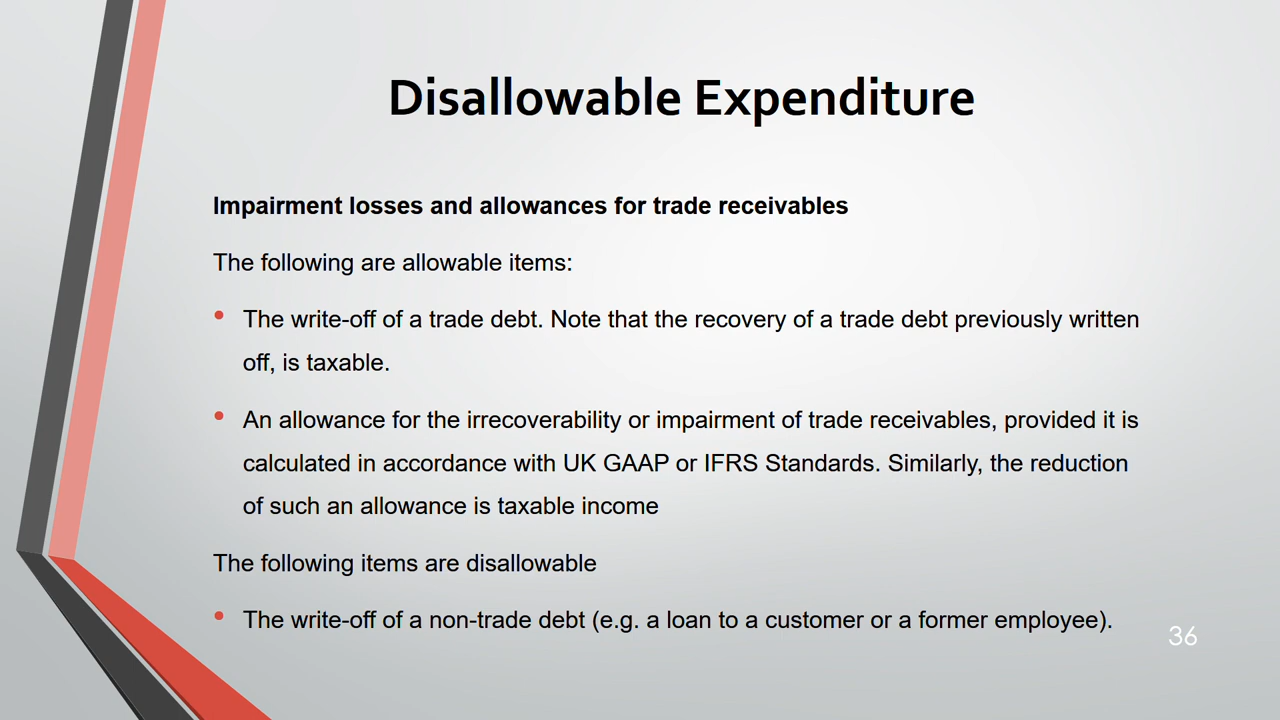 Disallowable Expenditure
Impairment losses and allowances for trade receivables
The following are allowable items:
• The write-off of a trade debt. Note that the recovery of a trade debt previously written
off, is taxable.
• An allowance for the irrecoverability or impairment of trade receivables, provided it is
calculated in accordance with UK GAAP or IFRS Standards. Similarly, the reduction
of such an allowance is taxable income
The following items are disallowable
• The write-off of a non-trade debt (e.g. a loan to a customer or a former employee).
36